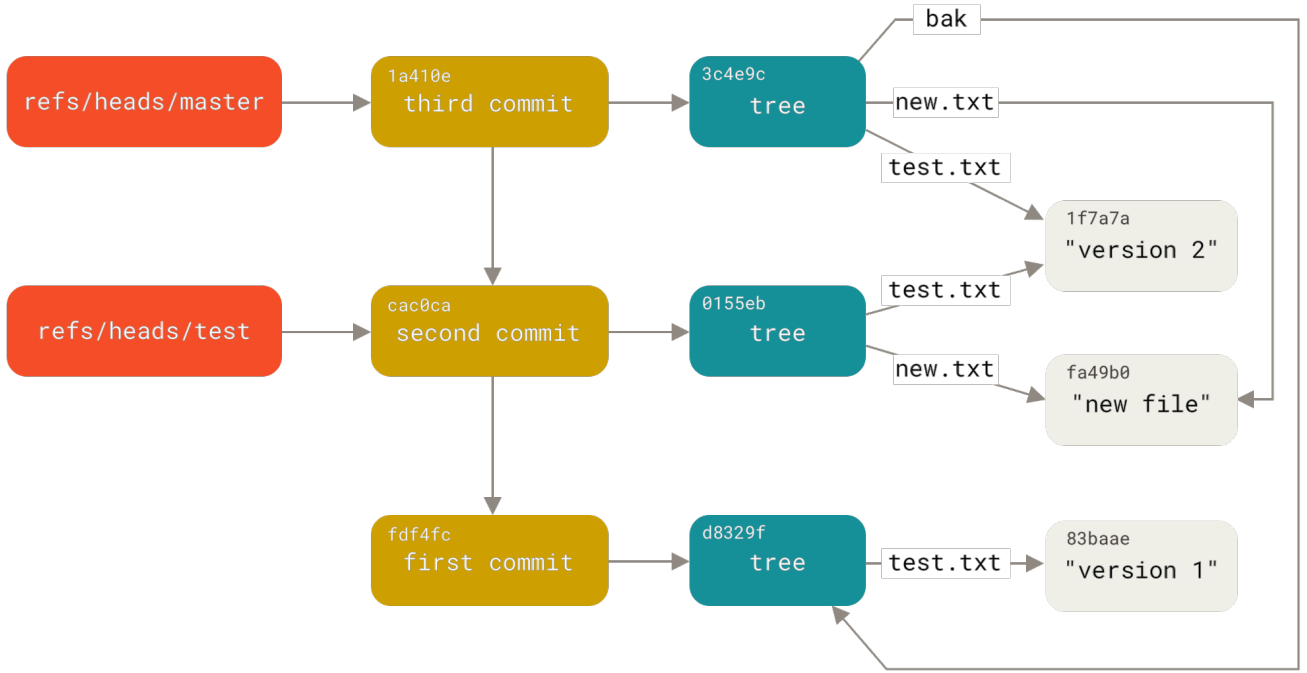 bak
refs/heads/master
1a410e
third commit
3c4e9c
tree
new.txt
test.txt
1f7a7a
"version 2"
refs/heads/test
cac0ca
second commit
0155eb
tree
test.txt
new.txt
fa49b0
"new file"
fdf4fc
first commit
d8329f
tree
test.txt
83baae
"version 1"